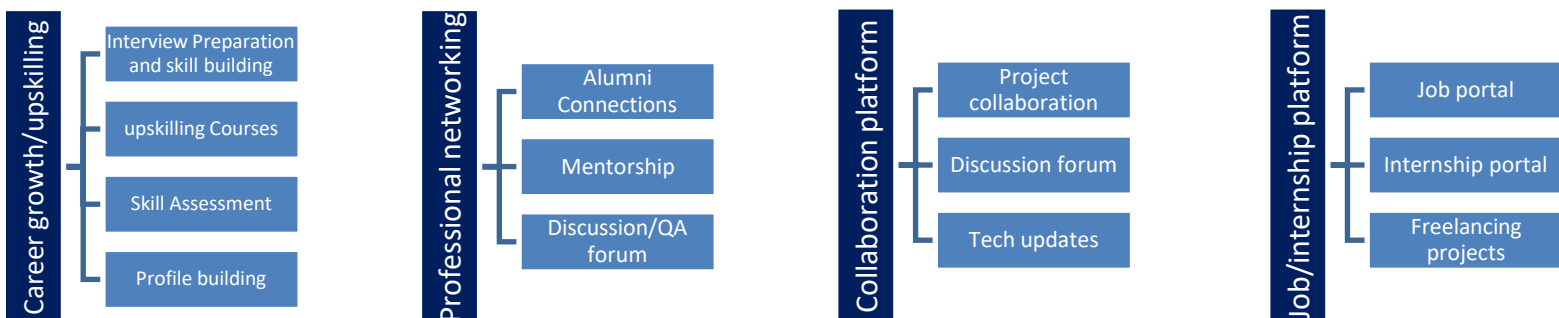 Career growth/upskilling
Interview Preparation
and skill building
upskilling Courses
Skill Assessment
Profile building
Professional networking
Alumni
Connections
Mentorship
Discussion/QA
forum
Collaboration platform
Project
collaboration
Discussion forum
Tech updates
Job/internship platform
Job portal
Internship portal
Freelancing
projects